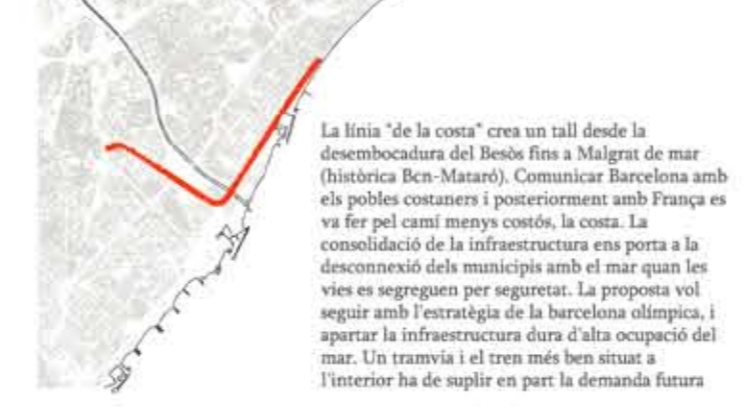 La línia "de la costa" crea un tall desde la
desembocadura del Besòs fins a Malgrat de mar
(històrica Bcn-Mataró). Comunicar Barcelona amb
els pobles costaners i posteriorment amb França es
va fer pel camí menys costós, la costa. La
consolidació de la infraestructura ens porta a la
desconnexió dels municipis amb el mar quan les
vies es segreguen per seguretat. La proposta vol
seguir amb l'estratègia de la barcelona olímpica, i
apartar la infraestructura dura d'alta ocupació del
mar. Un tramvia i el tren més ben situat a
l'interior ha de suplir en part la demanda futura